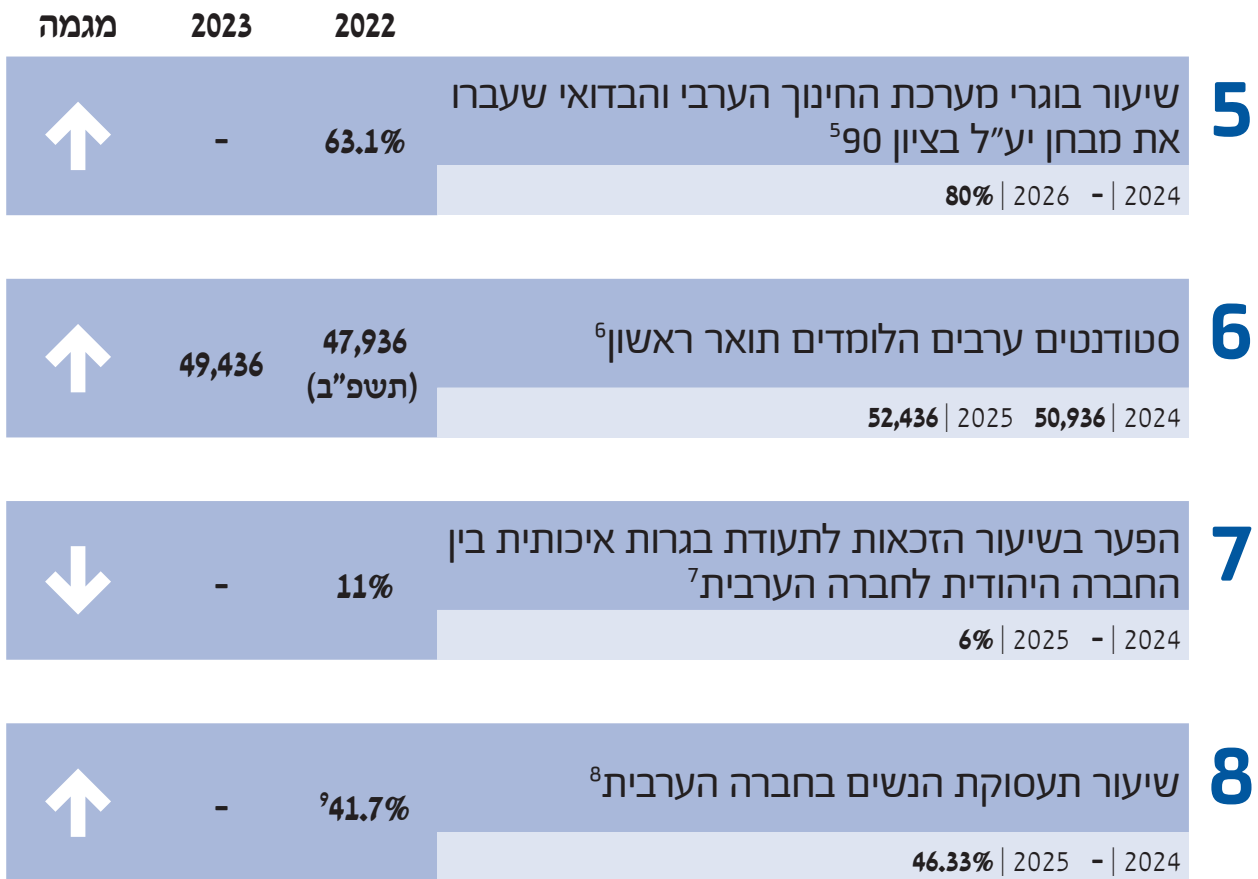 2022 2023 מגמה
5 שיעור בוגרי מערכת החינוך הערבי והבדואי שעברו
את מבחן יע״ל בציון 90⁵
63.1% -
2024 | - 2026 | 80%
6 סטודנטים ערבים הלומדים תואר ראשון⁶
47,936
(תשפ״ב)
49,436
2024 | 50,936 2025 | 52,436
7 הפער בשיעור הזכאות לתעודת בגרות איכותית בין
החברה היהודית לחברה הערבית⁷
11% -
2024 | - 2025 | 6%
8 שיעור תעסוקת הנשים בחברה הערבית⁸
41.7%⁹ -
2024 | - 2025 | 46.33%